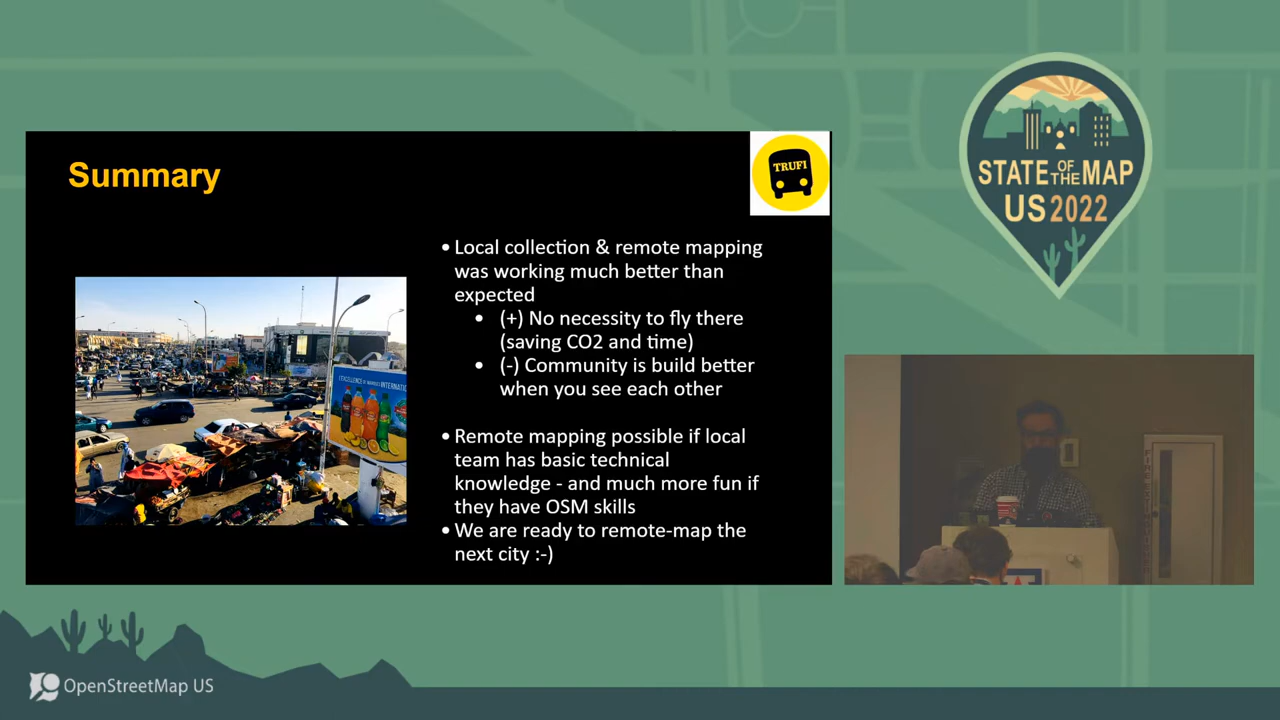 Summary
TRUFI
• Local collection & remote mapping
was working much better than
expected
• (+) No necessity to fly there
(saving CO2 and time)
• (-) Community is build better
when you see each other
• Remote mapping possible if local
team has basic technical
knowledge - and much more fun if
they have OSM skills
• We are ready to remote-map the
next city :-)
STATE OF THE MAP
US 2022
OpenStreetMap US